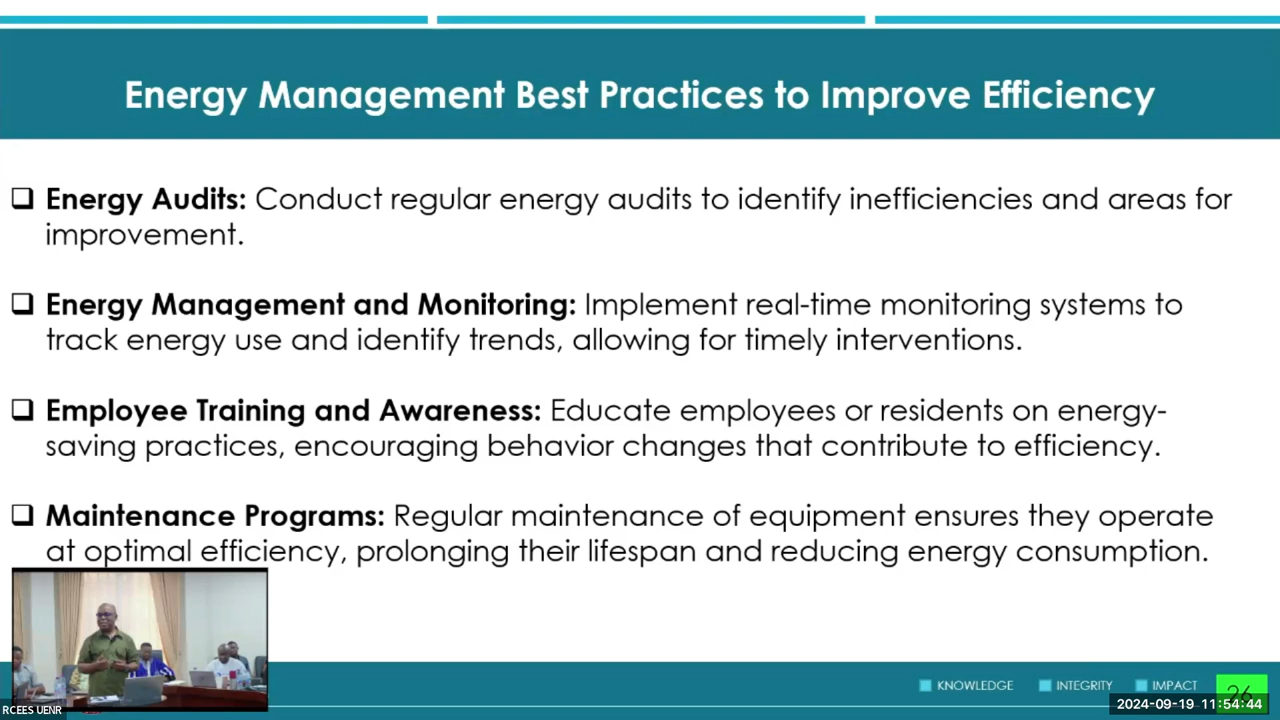 Energy Management Best Practices to Improve Efficiency
Energy Audits: Conduct regular energy audits to identify inefficiencies and areas for
improvement.
Energy Management and Monitoring: Implement real-time monitoring systems to
track energy use and identify trends, allowing for timely interventions.
Employee Training and Awareness: Educate employees or residents on energy-
saving practices, encouraging behavior changes that contribute to efficiency.
Maintenance Programs: Regular maintenance of equipment ensures they operate
at optimal efficiency, prolonging their lifespan and reducing energy consumption.
KNOWLEDGE INTEGRITY IMPACT
26
2024-09-19 11:54:44
RCEES UENR